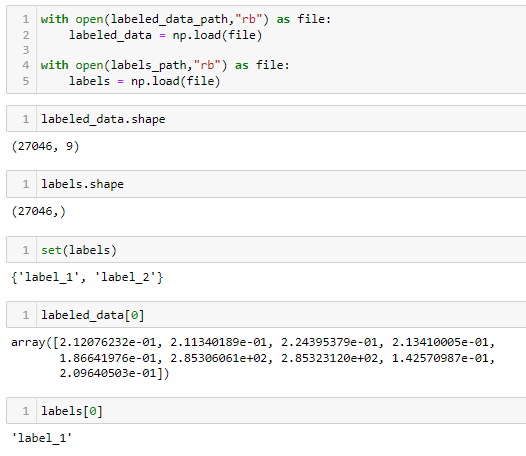 1 with open(labeled_data_path,"rb") as file:
2     labeled_data = np.load(file)
3
4 with open(labels_path,"rb") as file:
5     labels = np.load(file)
1 labeled_data.shape
(27046, 9)
1 labels.shape
(27046,)
1 set(labels)
{'label_1', 'label_2'}
1 labeled_data[0]
array([2.12076232e-01, 2.11340189e-01, 2.24395379e-01, 2.13410005e-01,
       1.86641976e-01, 2.85306061e+02, 2.85323120e+02, 1.42570987e-01,
       2.09640503e-01])
1 labels[0]
'label_1'